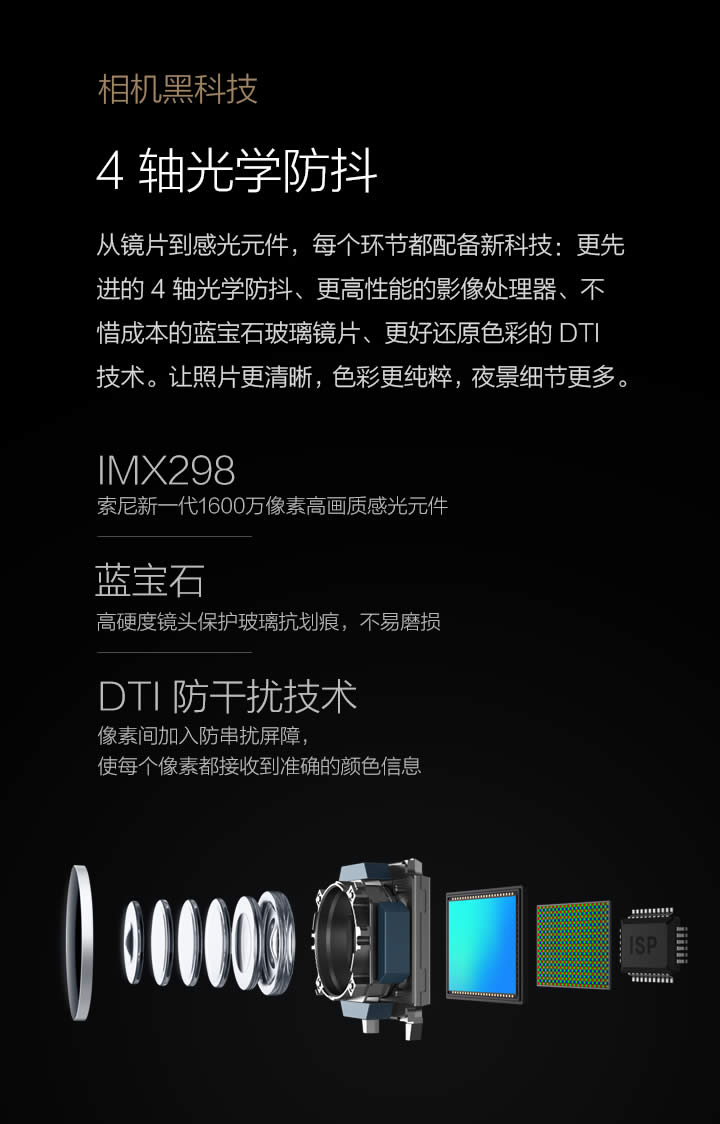 相机黑科技
4 轴光学防抖
从镜片到感光元件，每个环节都配备新科技：更先
进的 4 轴光学防抖、更高性能的影像处理器、不
惜成本的蓝宝石玻璃镜片、更好还原色彩的 DTI
技术。让照片更清晰，色彩更纯粹，夜景细节更多。
IMX298
索尼新一代1600万像素高画质感光元件
蓝宝石
高硬度镜头保护玻璃抗划痕，不易磨损
DTI 防干扰技术
像素间加入防串扰屏障，
使每个像素都接收到准确的颜色信息
ISP